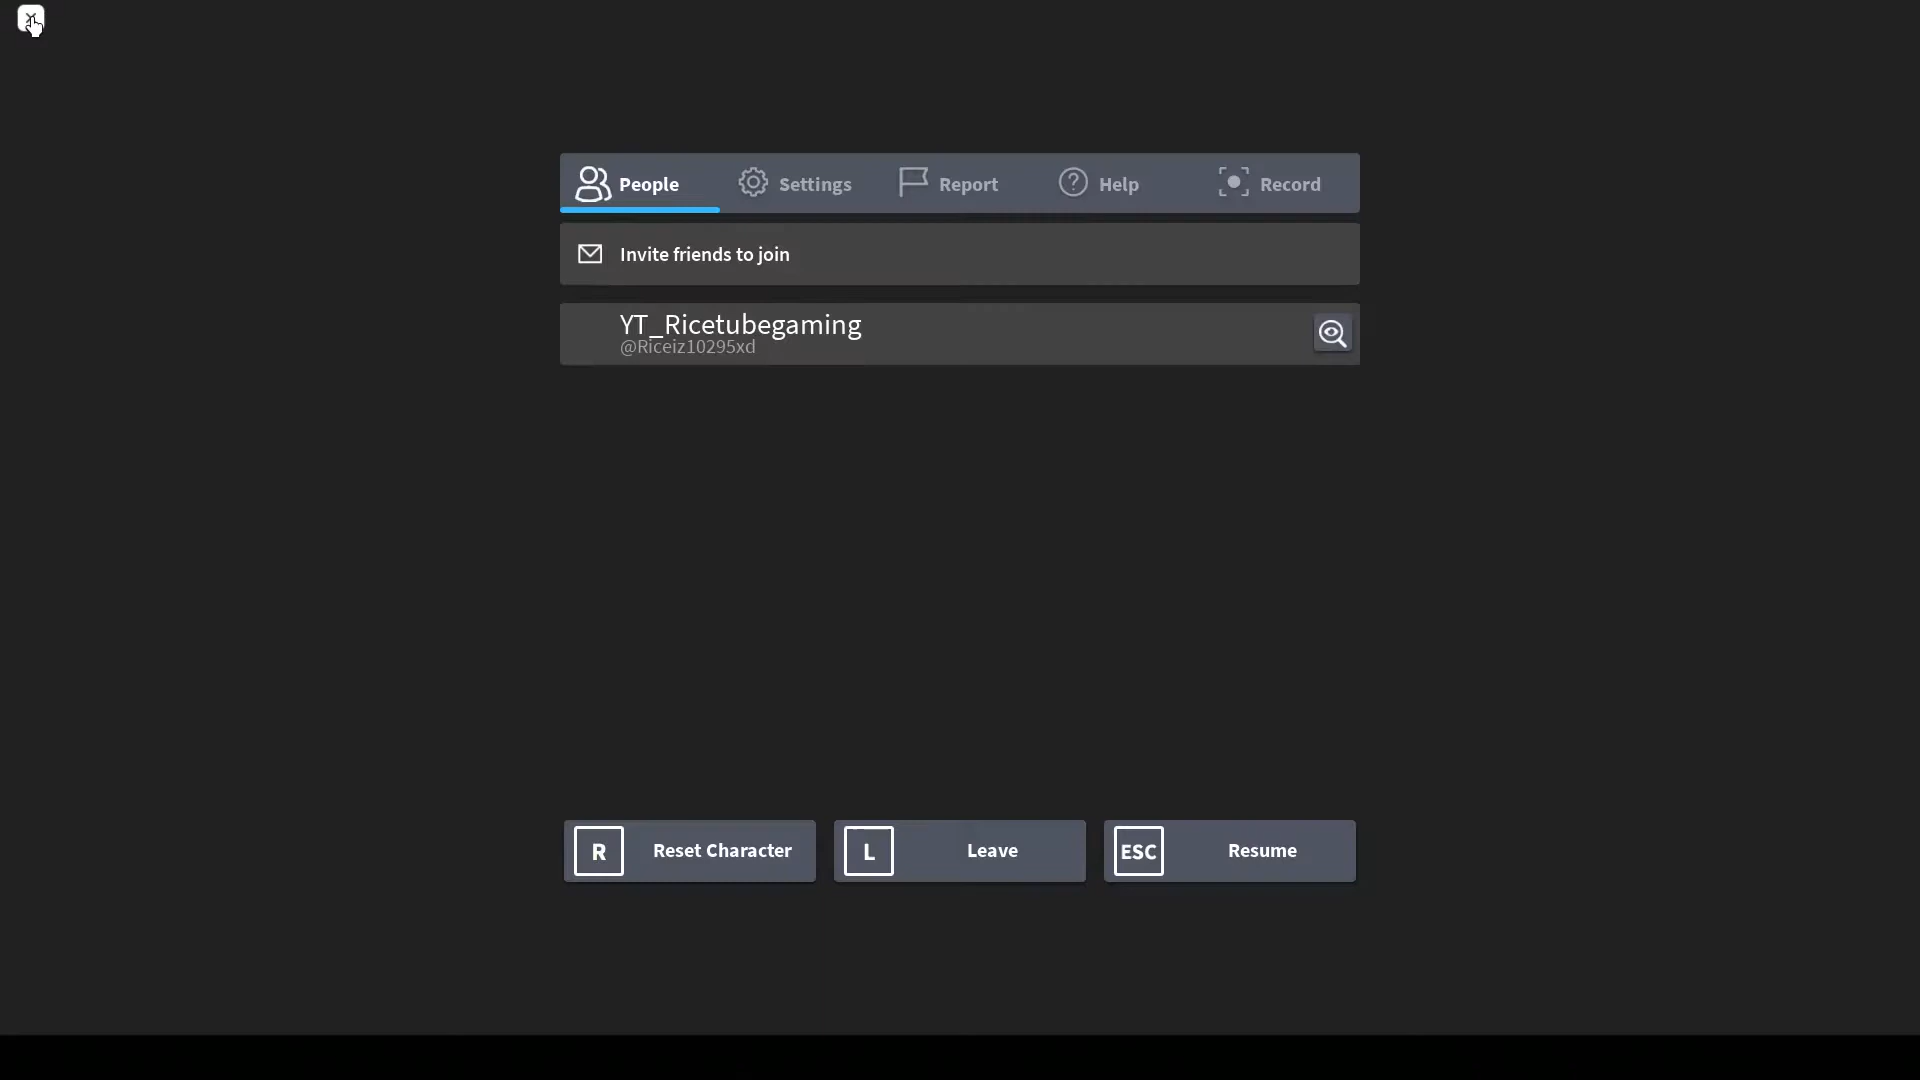 People Settings Report Help Record
Invite friends to join
YT_Ricetubegaming
@Riceiz10295xd
R Reset Character L Leave ESC Resume